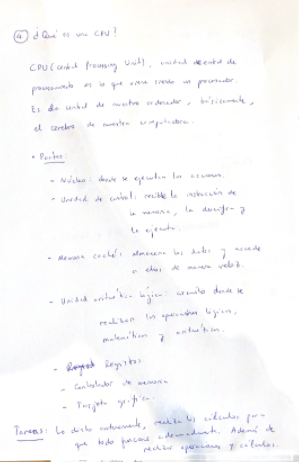 ④ ¿Qué es una CPU?
CPU (Central Processing Unit), unidad central de
procesamiento es lo que viene siendo un procesador.
Es central de nuestro ordenador, básicamente,
el cerebro de nuestra computadora.
• Partes:
- Núcleo: donde se ejecutan las acciones.
- Unidad de control: recibe la instrucción de
la memoria, la descifra y
la ejecuta.
- Memoria caché: almacena los datos y accede
a ellos de manera veloz.
- Unidad aritmético lógica: donde se
realizan las operaciones lógicas,
matemáticas y aritméticas.
- Registros.
- Controlador de memoria
- Tarjeta gráfica.
Tareas: Lo dicho anteriormente, realiza los cálculos para
que todo funcione adecuadamente. Además de
realizar operaciones y cálculos.